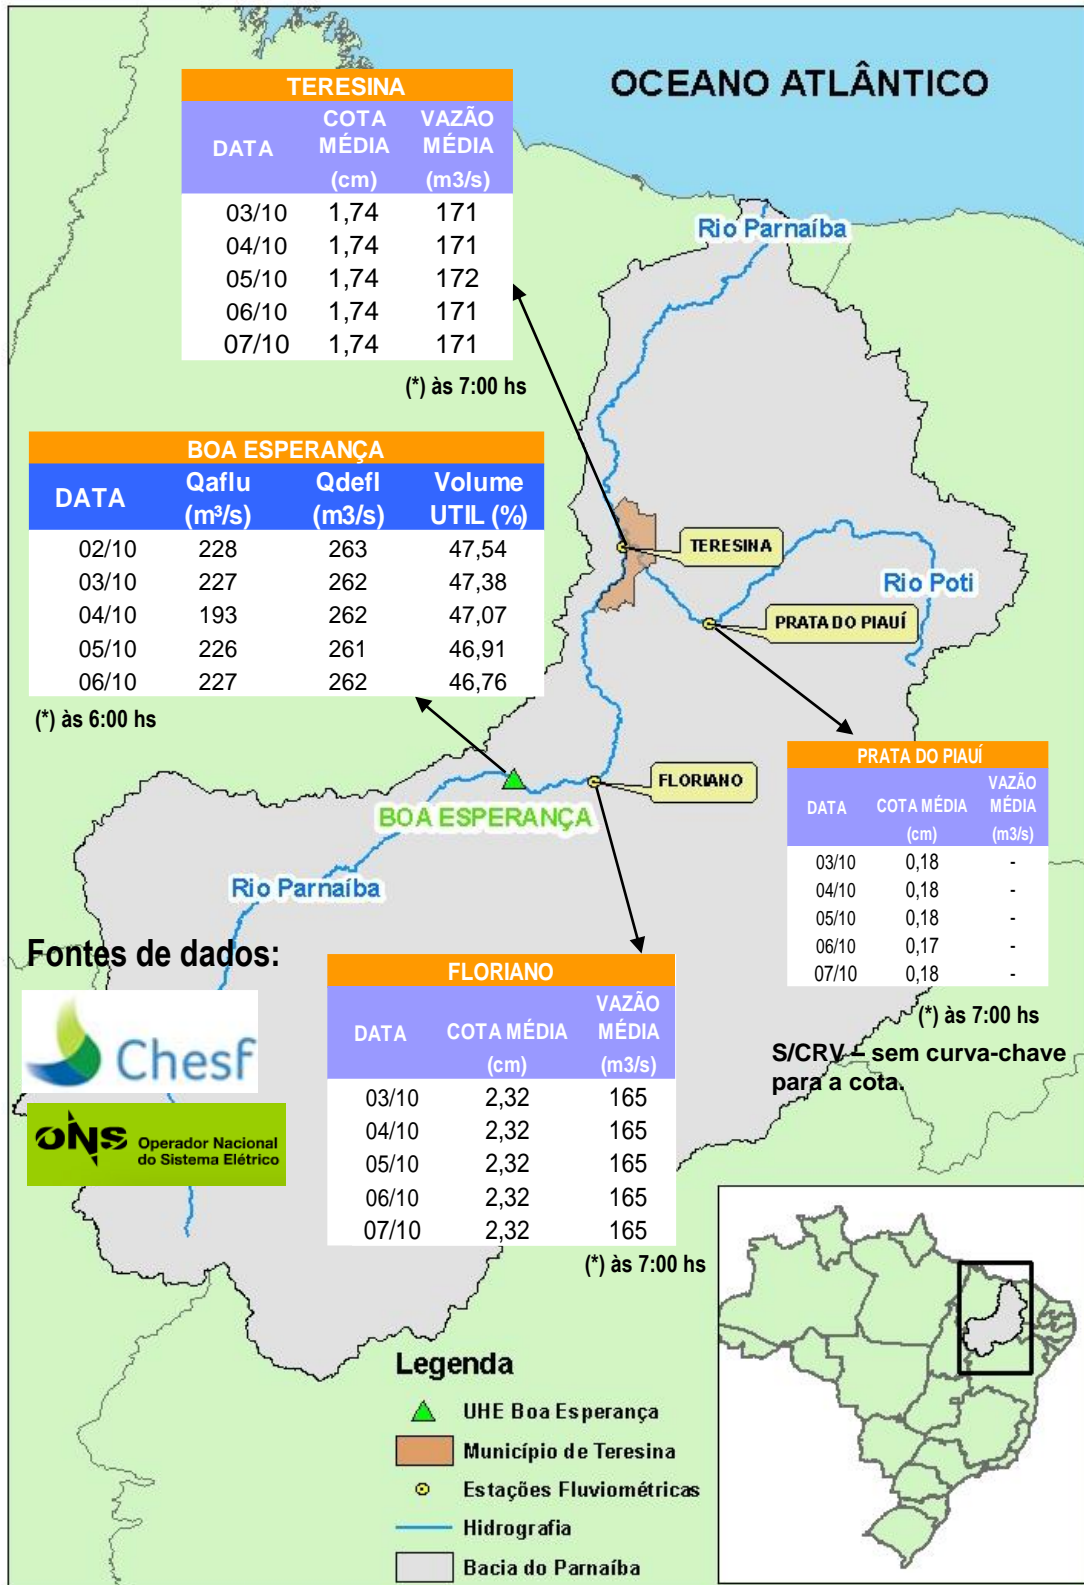 OCEANO ATLÂNTICO
TERESINA
DATA COTA MÉDIA (cm) VAZÃO MÉDIA (m3/s)
03/10 1,74 171
04/10 1,74 171
05/10 1,74 172
06/10 1,74 171
07/10 1,74 171
(*) às 7:00 hs
Rio Parnaíba
BOA ESPERANÇA
DATA Qaflu (m³/s) Qdefl (m3/s) Volume UTIL (%)
02/10 228 263 47,54
03/10 227 262 47,38
04/10 193 262 47,07
05/10 226 261 46,91
06/10 227 262 46,76
(*) às 6:00 hs
TERESINA
Rio Poti
PRATA DO PIAUÍ
FLORIANO
BOA ESPERANÇA
Rio Parnaíba
PRATA DO PIAUÍ
DATA COTA MÉDIA (cm) VAZÃO MÉDIA (m3/s)
03/10 0,18 -
04/10 0,18 -
05/10 0,18 -
06/10 0,17 -
07/10 0,18 -
(*) às 7:00 hs
S/CRV – sem curva-chave
para a cota.
Fontes de dados:
Chesf
ONS Operador Nacional
do Sistema Elétrico
FLORIANO
DATA COTA MÉDIA (cm) VAZÃO MÉDIA (m3/s)
03/10 2,32 165
04/10 2,32 165
05/10 2,32 165
06/10 2,32 165
07/10 2,32 165
(*) às 7:00 hs
Legenda
UHE Boa Esperança
Município de Teresina
Estações Fluviométricas
Hidrografia
Bacia do Parnaíba